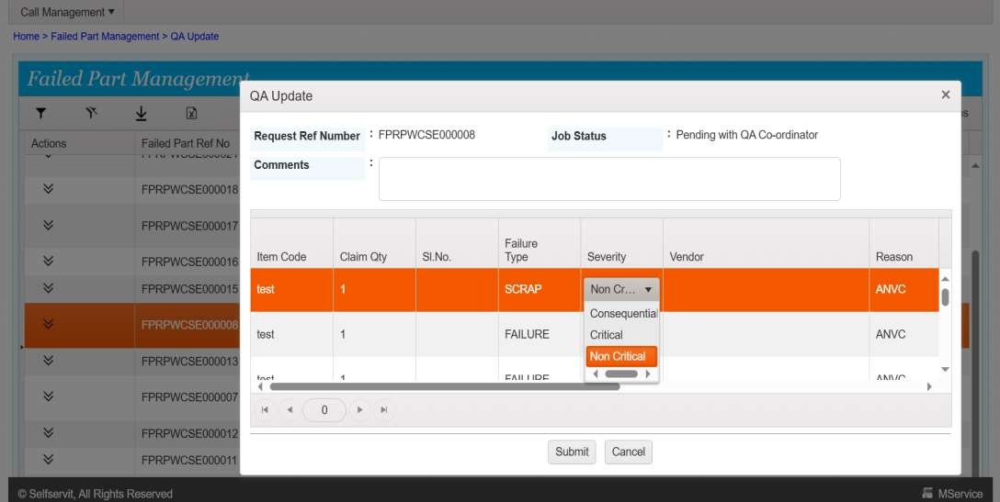 Call Management ▾
Home > Failed Part Management > QA Update
Failed Part Management
QA Update ×
Request Ref Number : FPRPWCSE000008 Job Status : Pending with QA Co-ordinator
Comments :
Actions Failed Part Ref No
FPRPWCSE000018
FPRPWCSE000017
FPRPWCSE000016
FPRPWCSE000015
FPRPWCSE000008
FPRPWCSE000013
FPRPWCSE000007
FPRPWCSE000012
FPRPWCSE000011
Item Code Claim Qty Sl.No. Failure Type Severity Vendor Reason
test 1 SCRAP Non Cr... ▾ ANVC
Consequential
Critical
Non Critical
test 1 FAILURE ANVC
test 1 FAILURE ANVC
0
Submit Cancel
© Selfservit, All Rights Reserved MService